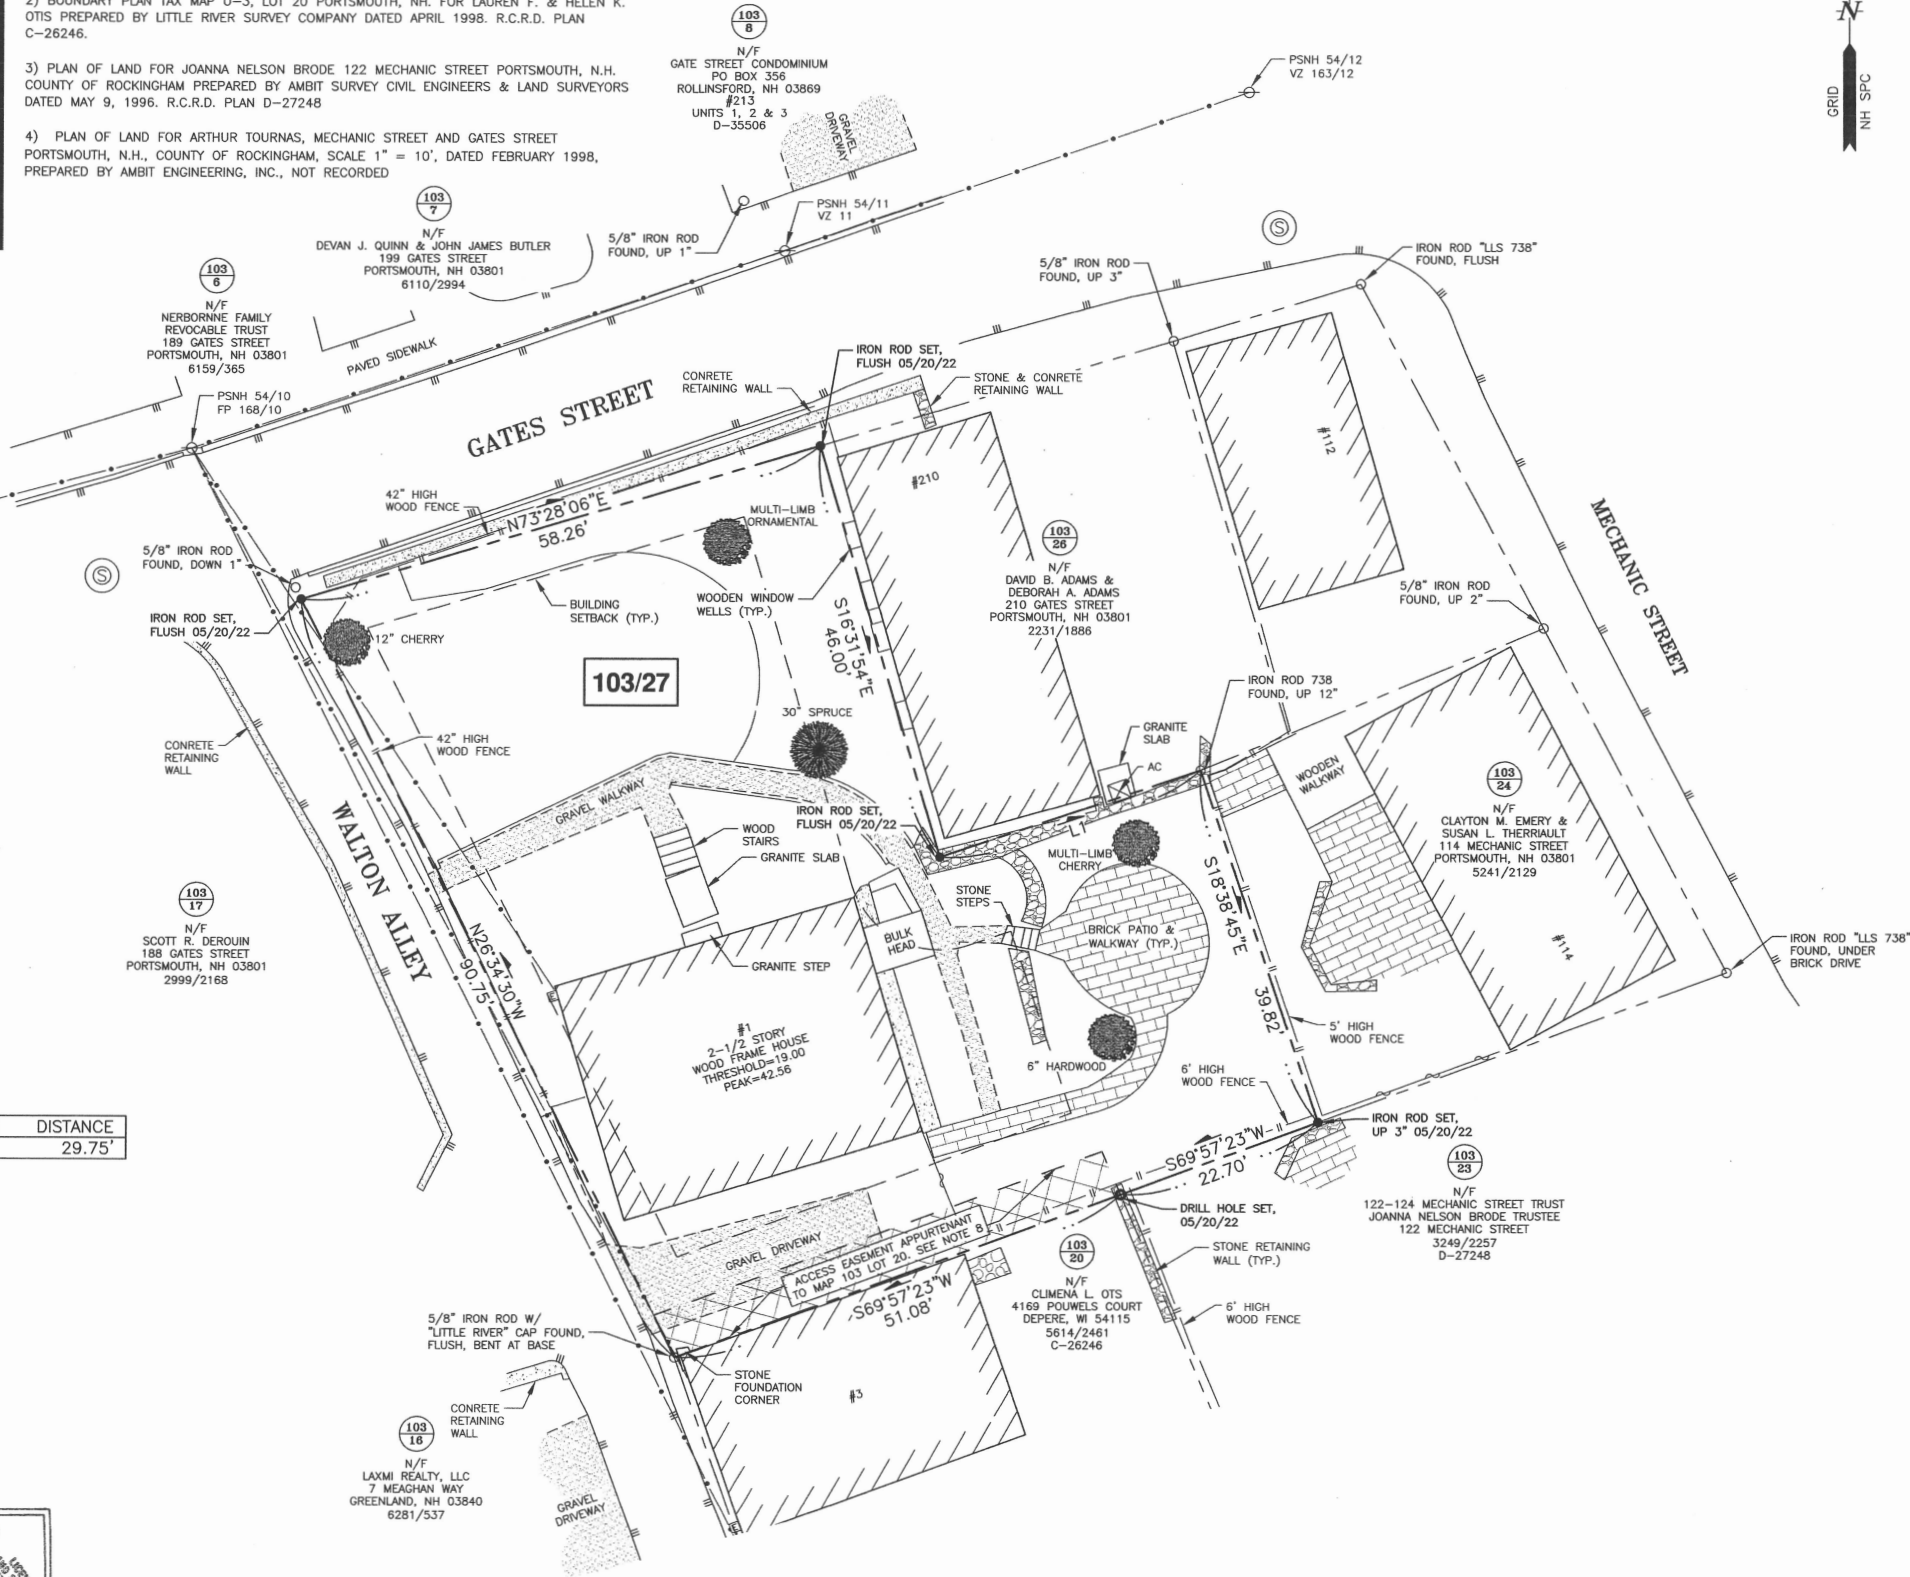 2) BOUNDARY PLAN TAX MAP U-3, LOT 20 PORTSMOUTH, NH. FOR LAUREN F. & HELEN K.
OTIS PREPARED BY LITTLE RIVER SURVEY COMPANY DATED APRIL 1998. R.C.R.D. PLAN
C-26246.
3) PLAN OF LAND FOR JOANNA NELSON BRODE 122 MECHANIC STREET PORTSMOUTH, N.H.
COUNTY OF ROCKINGHAM PREPARED BY AMBIT SURVEY CIVIL ENGINEERS & LAND SURVEYORS
DATED MAY 9, 1996. R.C.R.D. PLAN D-27248
4) PLAN OF LAND FOR ARTHUR TOURNAS, MECHANIC STREET AND GATES STREET
PORTSMOUTH, N.H., COUNTY OF ROCKINGHAM, SCALE 1" = 10', DATED FEBRUARY 1998,
PREPARED BY AMBIT ENGINEERING, INC., NOT RECORDED
103
8
N/F
GATE STREET CONDOMINIUM
PO BOX 356
ROLLINSFORD, NH 03869
#213
UNITS 1, 2 & 3
D-35506
GRAVEL
DRIVEWAY
PSNH 54/12
VZ 163/12
N
GRID
NH SPC
103
7
N/F
DEVAN J. QUINN & JOHN JAMES BUTLER
199 GATES STREET
PORTSMOUTH, NH 03801
6110/2994
5/8" IRON ROD
FOUND, UP 1"
PSNH 54/11
VZ 11
S
5/8" IRON ROD
FOUND, UP 3"
IRON ROD "LLS 738"
FOUND, FLUSH
103
6
N/F
NERBORNNE FAMILY
REVOCABLE TRUST
189 GATES STREET
PORTSMOUTH, NH 03801
6159/365
PAVED SIDEWALK
PSNH 54/10
FP 168/10
GATES STREET
CONRETE
RETAINING WALL
IRON ROD SET,
FLUSH 05/20/22
STONE & CONRETE
RETAINING WALL
#112
#210
42" HIGH
WOOD FENCE
N73°28'06"E
58.26'
MULTI-LIMB
ORNAMENTAL
MECHANIC STREET
S
5/8" IRON ROD
FOUND, DOWN 1"
IRON ROD SET,
FLUSH 05/20/22
12" CHERRY
BUILDING
SETBACK (TYP.)
WOODEN WINDOW
WELLS (TYP.)
S16°31'54"E
46.00'
103
26
N/F
DAVID B. ADAMS &
DEBORAH A. ADAMS
210 GATES STREET
PORTSMOUTH, NH 03801
2231/1886
5/8" IRON ROD
FOUND, UP 2"
103/27
IRON ROD 738
FOUND, UP 12"
30" SPRUCE
42" HIGH
WOOD FENCE
CONRETE
RETAINING
WALL
GRANITE
SLAB
AC
WOODEN
WALKWAY
103
24
N/F
CLAYTON M. EMERY &
SUSAN L. THERRIAULT
114 MECHANIC STREET
PORTSMOUTH, NH 03801
5241/2129
GRAVEL WALKWAY
WALTON ALLEY
IRON ROD SET,
FLUSH 05/20/22
L1
WOOD
STAIRS
GRANITE SLAB
MULTI-LIMB
CHERRY
STONE
STEPS
S18°38'45"E
39.82'
103
17
N/F
SCOTT R. DEROUIN
188 GATES STREET
PORTSMOUTH, NH 03801
2999/2168
N26°34'30"W
90.75'
BULK
HEAD
BRICK PATIO &
WALKWAY (TYP.)
GRANITE STEP
#114
IRON ROD "LLS 738"
FOUND, UNDER
BRICK DRIVE
#1
2-1/2 STORY
WOOD FRAME HOUSE
THRESHOLD=19.00
PEAK=42.56
5' HIGH
WOOD FENCE
6" HARDWOOD
6' HIGH
WOOD FENCE
DISTANCE
29.75'
IRON ROD SET,
UP 3" 05/20/22
S69°57'23"W
22.70'
103
23
N/F
122-124 MECHANIC STREET TRUST
JOANNA NELSON BRODE TRUSTEE
122 MECHANIC STREET
3249/2257
D-27248
DRILL HOLE SET,
05/20/22
GRAVEL DRIVEWAY
ACCESS EASEMENT APPURTENANT
TO MAP 103 LOT 20. SEE NOTE 8
S69°57'23"W
51.08'
103
20
N/F
CLIMENA L. OTS
4169 POUWELS COURT
DEPERE, WI 54115
5614/2461
C-26246
STONE RETAINING
WALL (TYP.)
6' HIGH
WOOD FENCE
5/8" IRON ROD W/
"LITTLE RIVER" CAP FOUND,
FLUSH, BENT AT BASE
STONE
FOUNDATION
CORNER
#3
CONRETE
RETAINING
WALL
103
16
N/F
LAXMI REALTY, LLC
7 MEAGHAN WAY
GREENLAND, NH 03840
6281/537
GRAVEL
DRIVEWAY